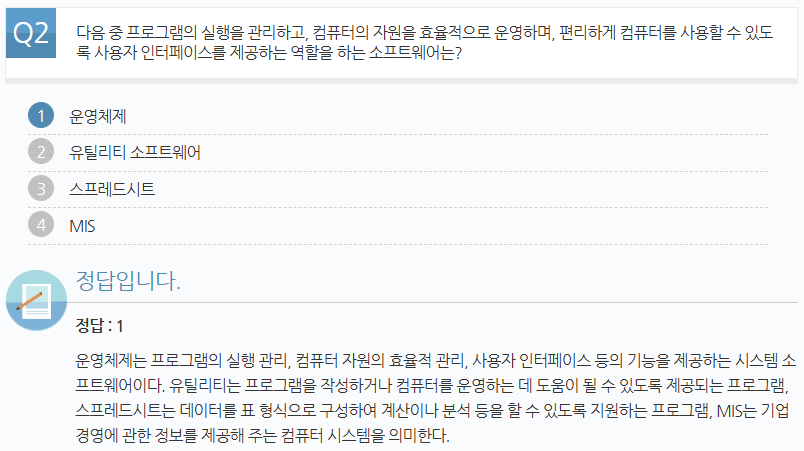 Q2 다음 중 프로그램의 실행을 관리하고, 컴퓨터의 자원을 효율적으로 운영하며, 편리하게 컴퓨터를 사용할 수 있도
록 사용자 인터페이스를 제공하는 역할을 하는 소프트웨어는?
1 운영체제
2 유틸리티 소프트웨어
3 스프레드시트
4 MIS
정답입니다.
정답 : 1
운영체제는 프로그램의 실행 관리, 컴퓨터 자원의 효율적 관리, 사용자 인터페이스 등의 기능을 제공하는 시스템 소
프트웨어이다. 유틸리티는 프로그램을 작성하거나 컴퓨터를 운영하는 데 도움이 될 수 있도록 제공되는 프로그램,
스프레드시트는 데이터를 표 형식으로 구성하여 계산이나 분석 등을 할 수 있도록 지원하는 프로그램, MIS는 기업
경영에 관한 정보를 제공해 주는 컴퓨터 시스템을 의미한다.